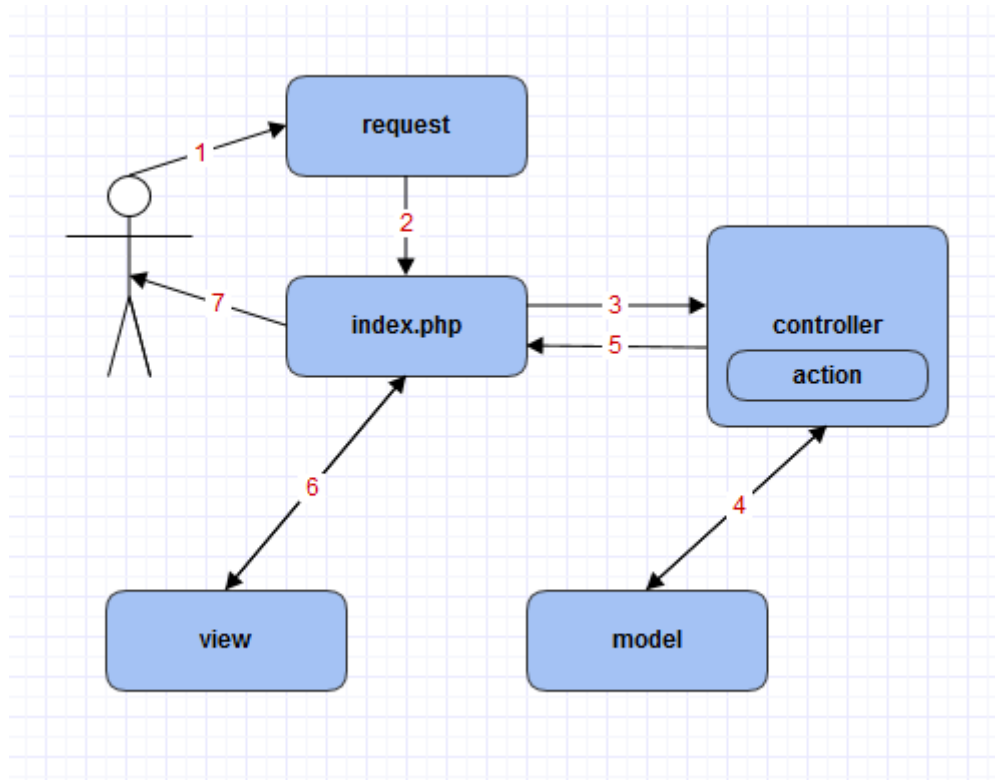 request
1
2
7
index.php
3
5
controller
action
6
4
view
model